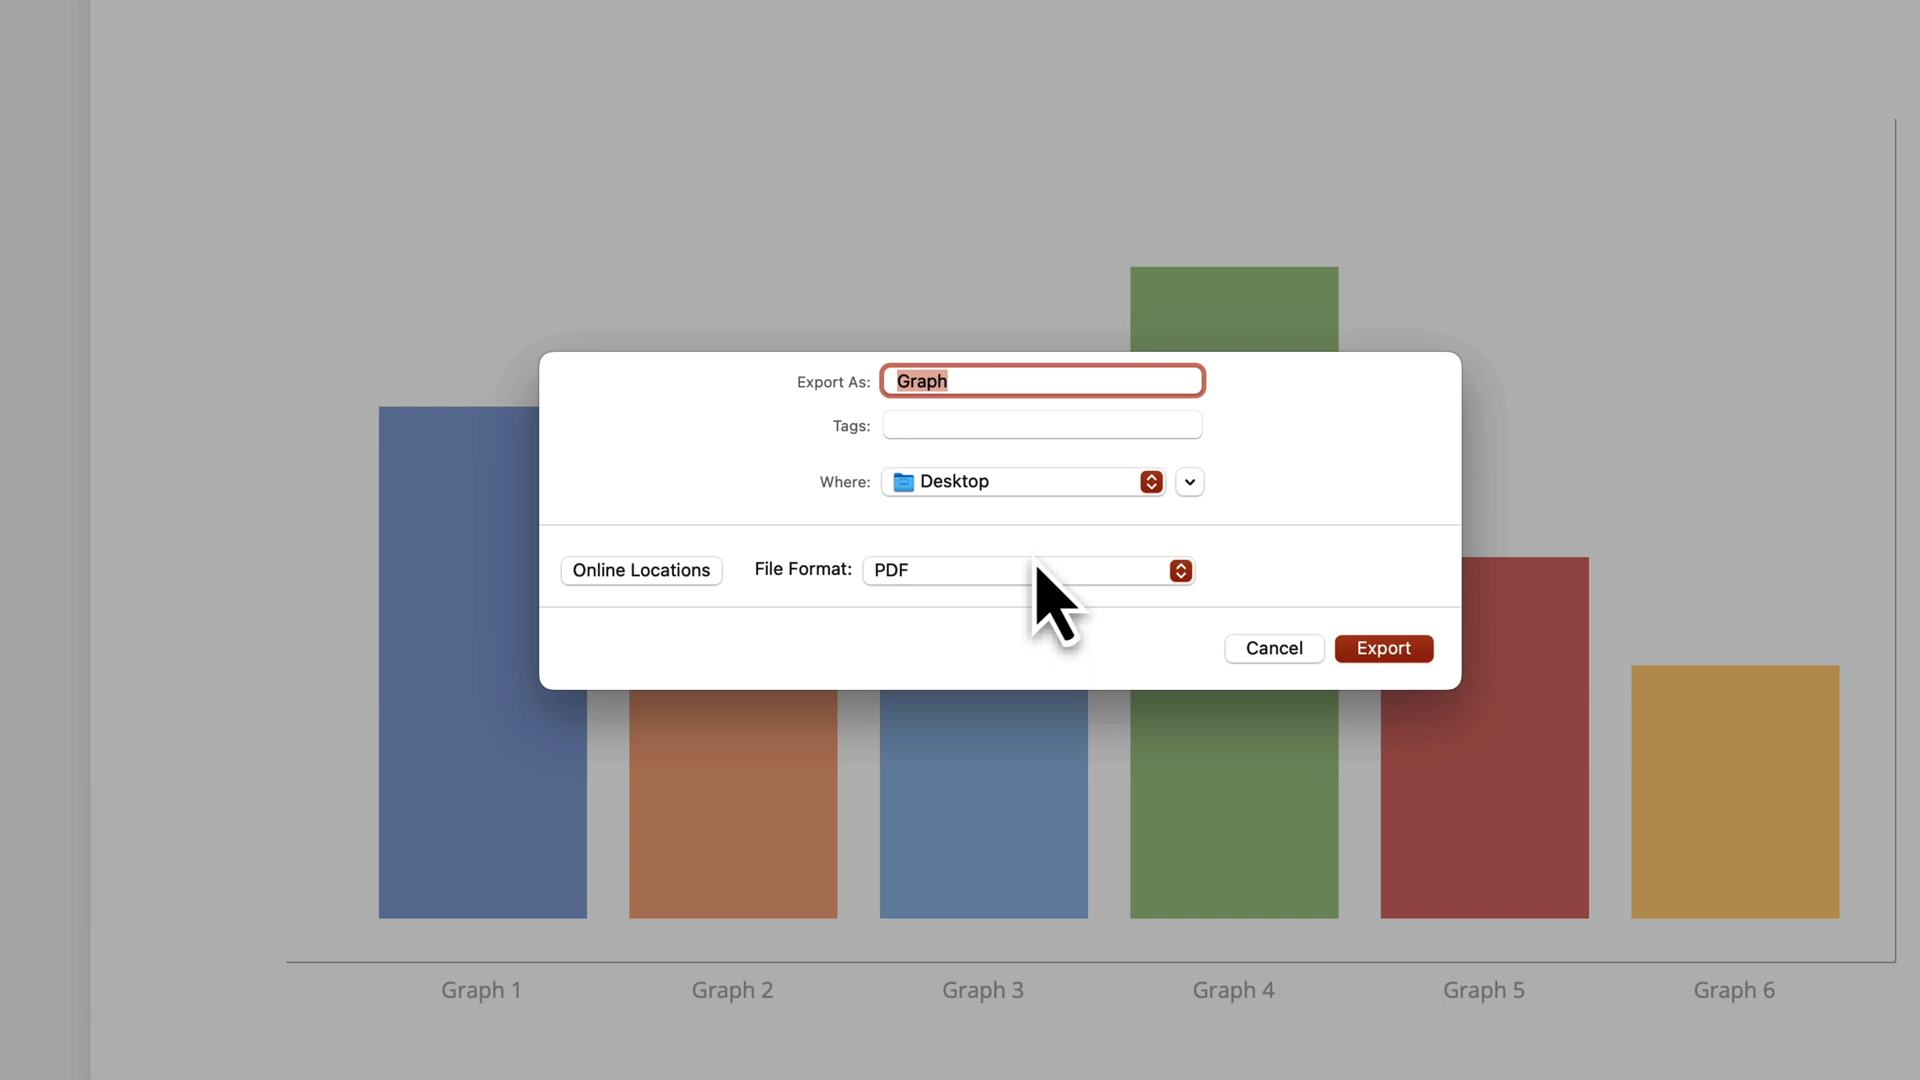 Export As: Graph
Tags:
Where: Desktop
Online Locations File Format: PDF
Cancel Export
Graph 1 Graph 2 Graph 3 Graph 4 Graph 5 Graph 6